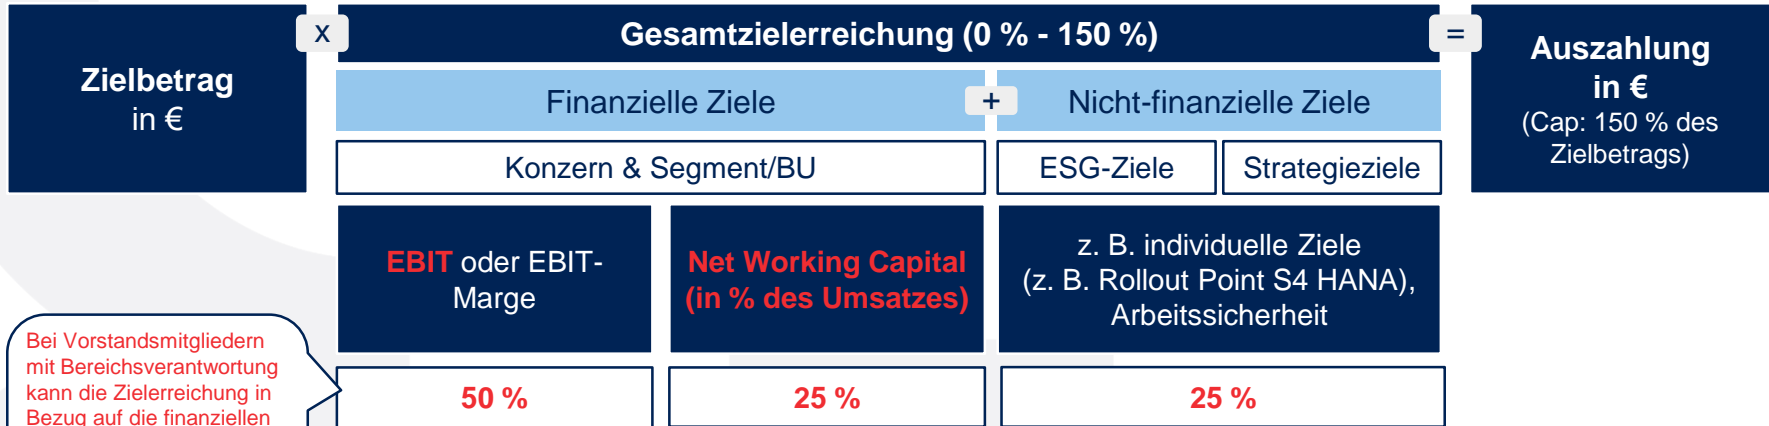 Zielbetrag
in €
x
Gesamtzielerreichung (0 % - 150 %)
=
Auszahlung
in €
(Cap: 150 % des
Zielbetrags)
Finanzielle Ziele
+
Nicht-finanzielle Ziele
Konzern & Segment/BU
ESG-Ziele
Strategieziele
EBIT oder EBIT-
Marge
Net Working Capital
(in % des Umsatzes)
z. B. individuelle Ziele
(z. B. Rollout Point S4 HANA),
Arbeitssicherheit
Bei Vorstandsmitgliedern
mit Bereichsverantwortung
kann die Zielerreichung in
Bezug auf die finanziellen
50 %
25 %
25 %